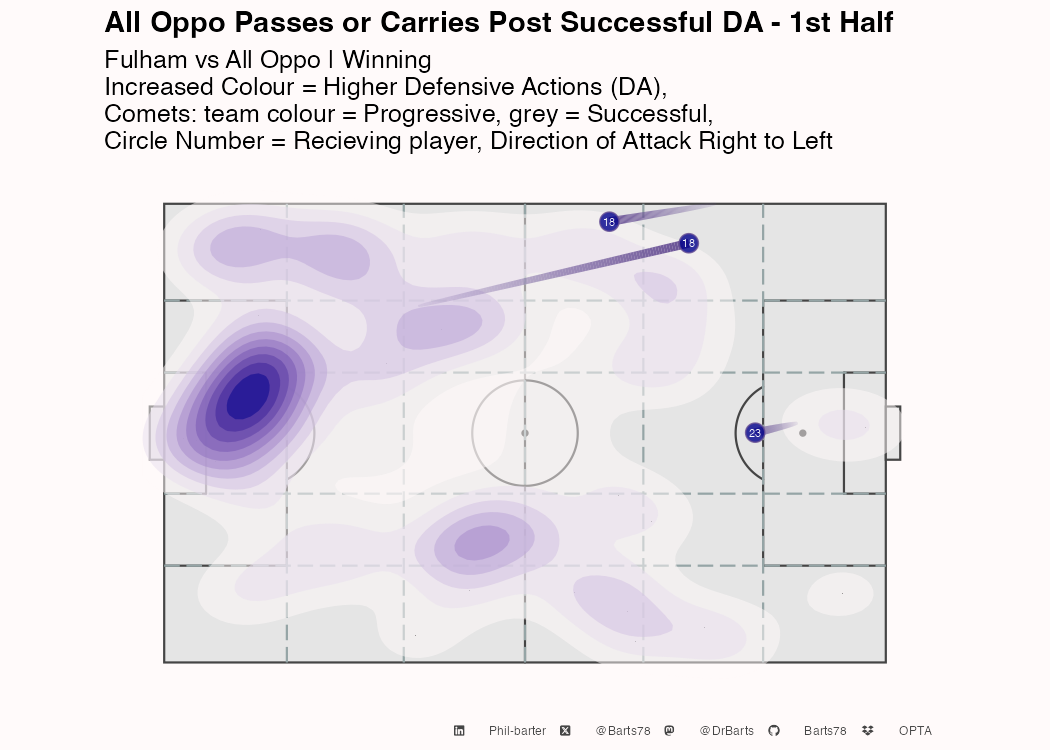 All Oppo Passes or Carries Post Successful DA - 1st Half
Fulham vs All Oppo | Winning
Increased Colour = Higher Defensive Actions (DA),
Comets: team colour = Progressive, grey = Successful,
Circle Number = Recieving player, Direction of Attack Right to Left
18
18
23
Phil-barter @Barts78 @DrBarts Barts78 OPTA